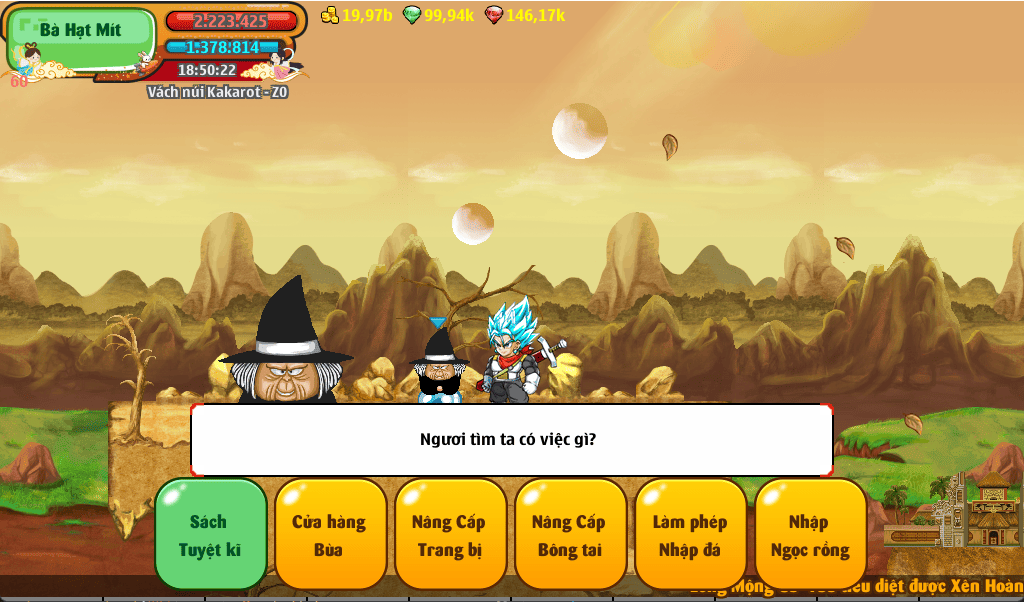 Bà Hạt Mít
2.223.425
1.378.814
18:50:22
60
Vách núi Kakarot - Z0
19,97b
99,94k
146,17k
Ngươi tìm ta có việc gì?
Sách
Tuyệt kĩ
Cửa hàng
Bùa
Nâng Cấp
Trang bị
Nâng Cấp
Bông tai
Làm phép
Nhập đá
Nhập
Ngọc rồng
diệt được Xên Hoàn